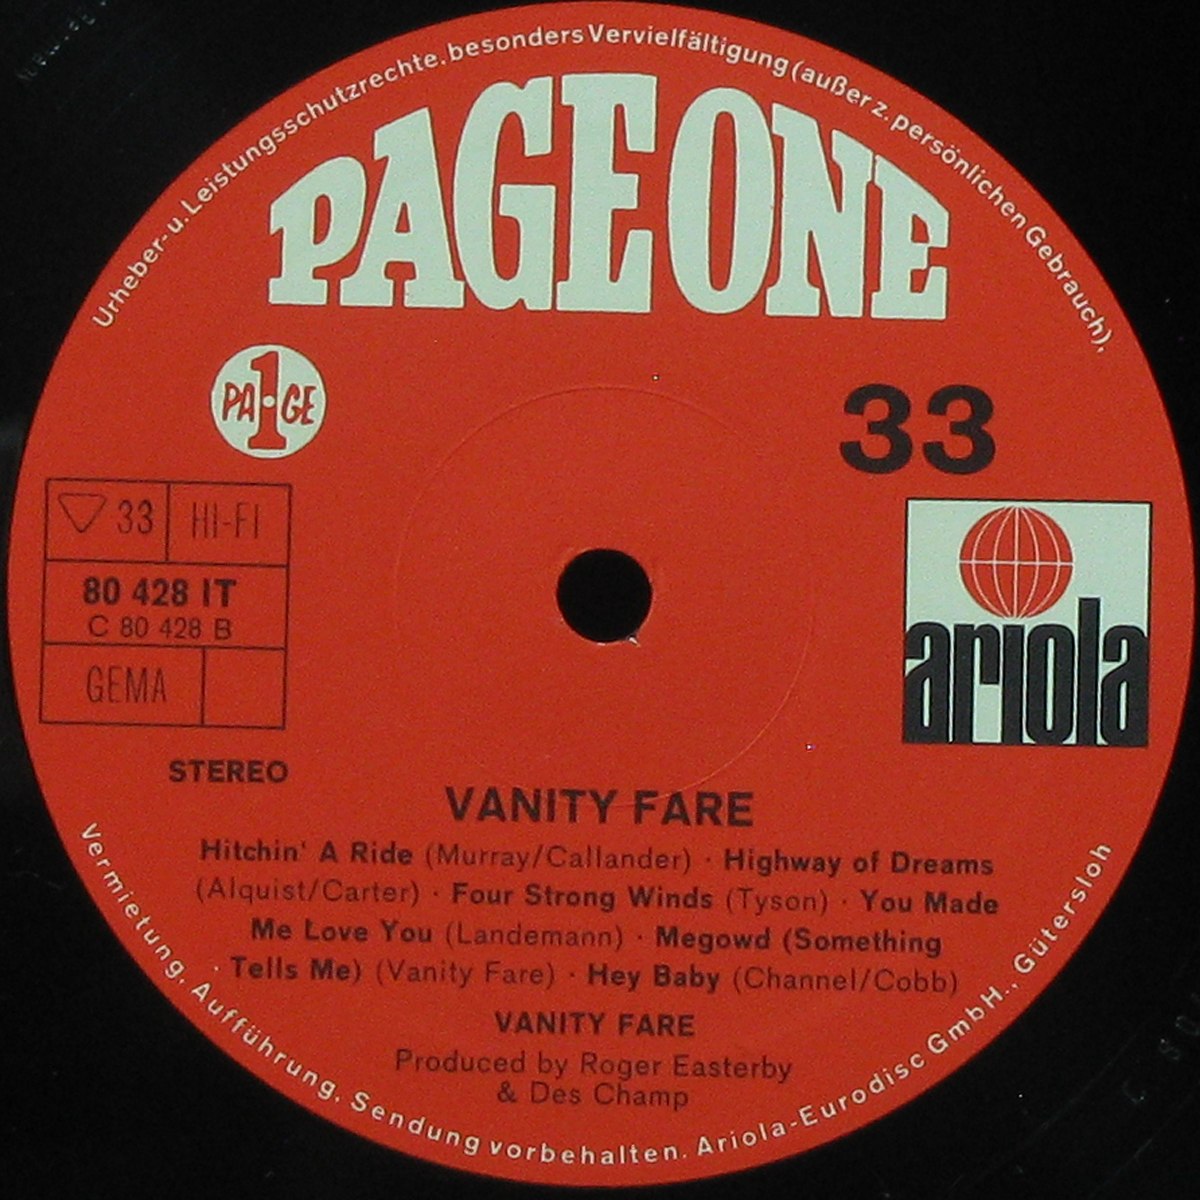 Urheber- u. Leistungsschutzrechte. besonders Vervielfältigung (außer z. persönlichen Gebrauch),
PAGE ONE
PA1GE
33
33 HI-FI
80 428 IT
C 80 428 B
GEMA
ariola
STEREO
VANITY FARE
Hitchin' A Ride (Murray/Callander) · Highway of Dreams
(Alquist/Carter) · Four Strong Winds (Tyson) · You Made
Me Love You (Landemann) · Megowd (Something
Tells Me) (Vanity Fare) · Hey Baby (Channel/Cobb)
VANITY FARE
Produced by Roger Easterby
& Des Champ
Vermietung, Aufführung, Sendung vorbehalten. Ariola-Eurodisc GmbH., Gütersloh